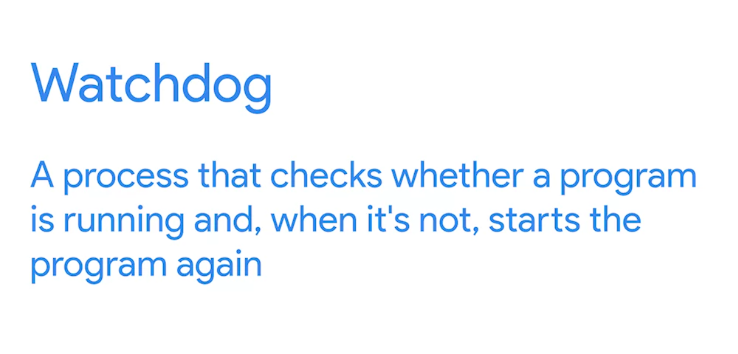 Watchdog
A process that checks whether a program
is running and, when it's not, starts the
program again